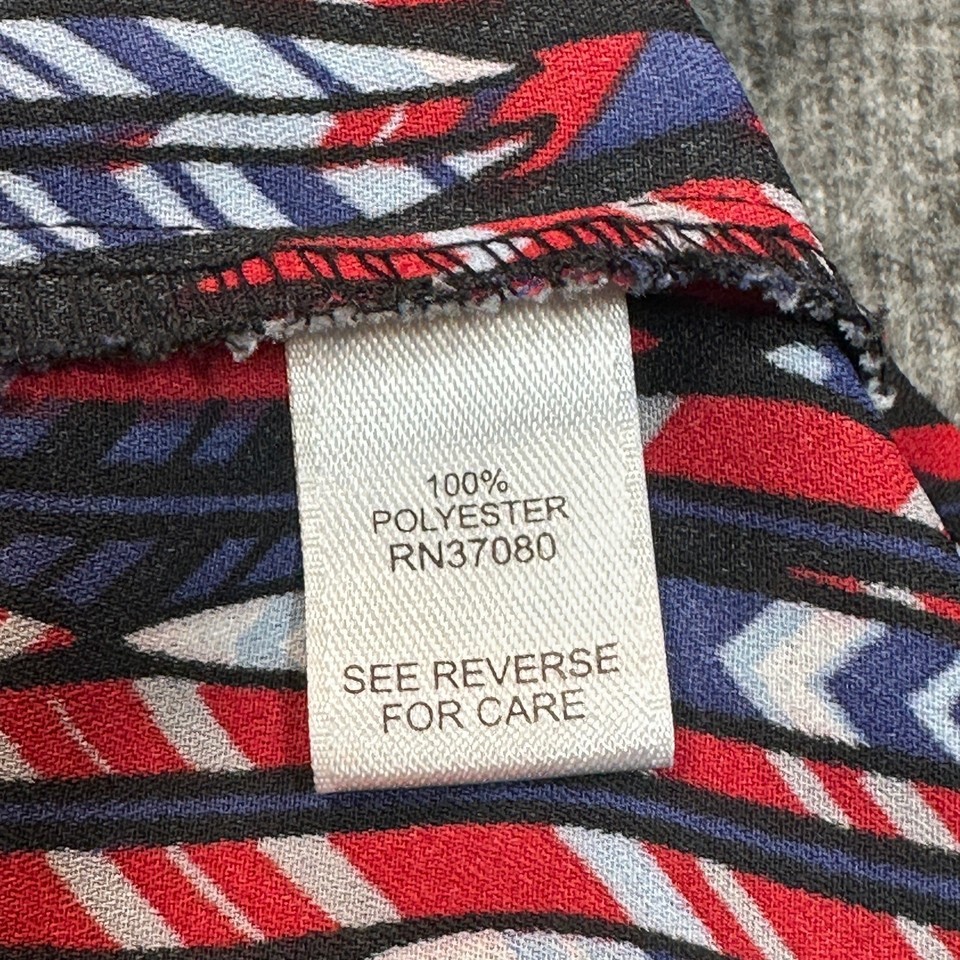 100%
POLYESTER
RN37080
SEE REVERSE
FOR CARE